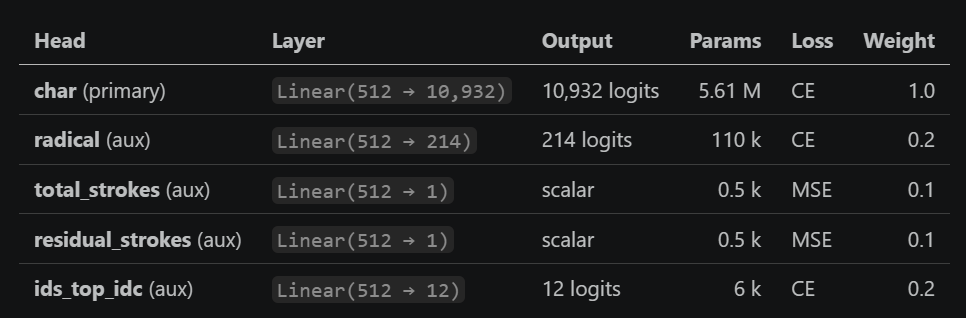 Head Layer Output Params Loss Weight
char (primary) Linear(512 → 10,932) 10,932 logits 5.61 M CE 1.0
radical (aux) Linear(512 → 214) 214 logits 110 k CE 0.2
total_strokes (aux) Linear(512 → 1) scalar 0.5 k MSE 0.1
residual_strokes (aux) Linear(512 → 1) scalar 0.5 k MSE 0.1
ids_top_idc (aux) Linear(512 → 12) 12 logits 6 k CE 0.2